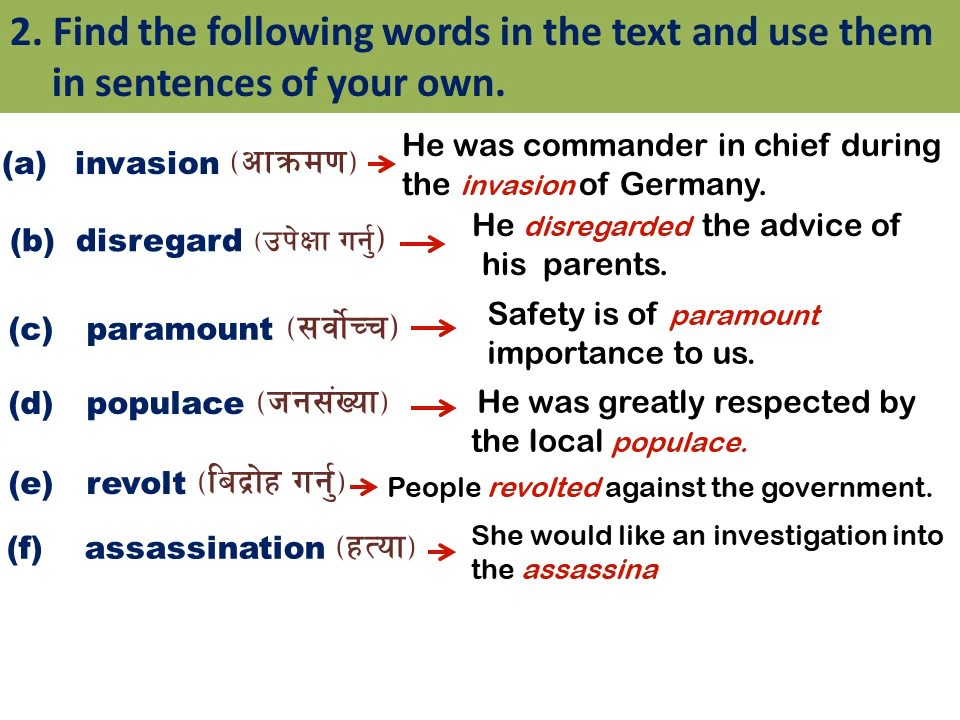 2. Find the following words in the text and use them
in sentences of your own.
(a) invasion (आक्रमण) → He was commander in chief during
the invasion of Germany.
(b) disregard (उपेक्षा गर्नु) → He disregarded the advice of
his parents.
(c) paramount (सर्वोच्च) → Safety is of paramount
importance to us.
(d) populace (जनसंख्या) → He was greatly respected by
the local populace.
(e) revolt (बिद्रोह गर्नु) → People revolted against the government.
(f) assassination (हत्या) → She would like an investigation into
the assassina